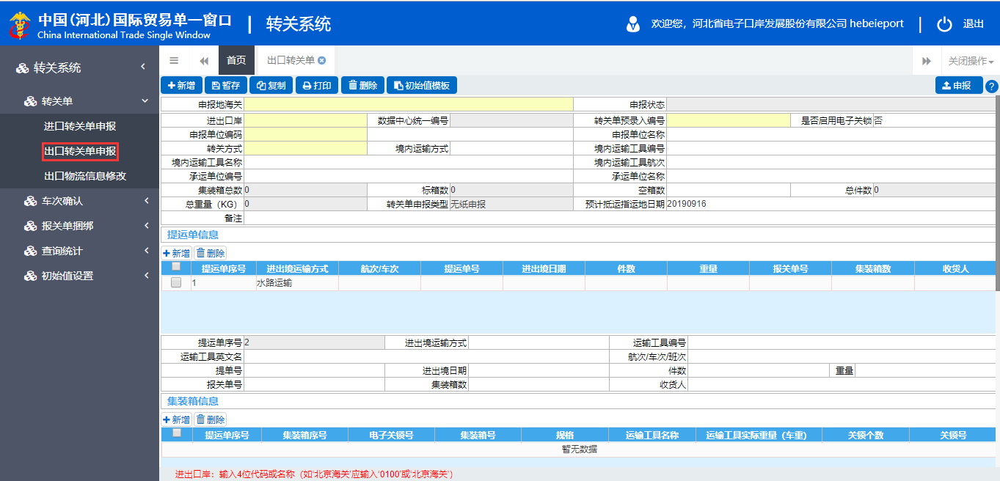 中国(河北)国际贸易单一窗口 | 转关系统 欢迎您，河北省电子口岸发展股份有限公司 hebeieport | 退出
China International Trade Single Window
转关系统
转关单
进口转关单申报
出口转关单申报
出口物流信息修改
车次确认
报关单捆绑
查询统计
初始值设置
首页 出口转关单 关闭操作
新增 暂存 复制 打印 删除 初始值模板 申报 ?
申报地海关 申报状态
进出口岸 数据中心统一编号 转关单预录入编号 是否启用电子关锁 否
申报单位编码 申报单位名称
转关方式 境内运输方式 境内运输工具编号
境内运输工具名称 境内运输工具航次
承运单位编号 承运单位名称
集装箱总数 0 标箱数 0 空箱数 总件数 0
总重量（KG） 0 转关单申报类型 无纸申报 预计抵运指运地日期 20190916
备注
提运单信息
新增 删除
提运单序号 进出境运输方式 航次/车次 提运单号 进出境日期 件数 重量 报关单号 集装箱数 收货人
1 水路运输
提运单序号 2 进出境运输方式 运输工具编号
运输工具英文名 航次/车次/班次
提单号 进出境日期 件数 重量
报关单号 集装箱数 收货人
集装箱信息
新增 删除
提运单序号 集装箱序号 电子关锁号 集装箱号 规格 运输工具名称 运输工具实际重量（车重） 关锁个数 关锁号
暂无数据
进出口岸：输入4位代码或名称（如'北京海关'应输入'0100'或'北京海关'）